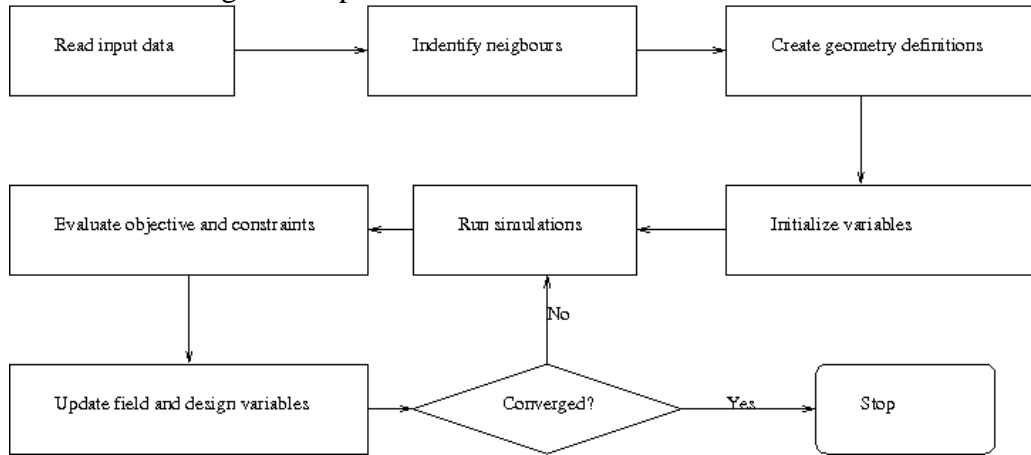 Read input data
Indentify neigbours
Create geometry definitions
Evaluate objective and constraints
Run simulations
Initialize variables
No
Update field and design variables
Converged?
Yes
Stop